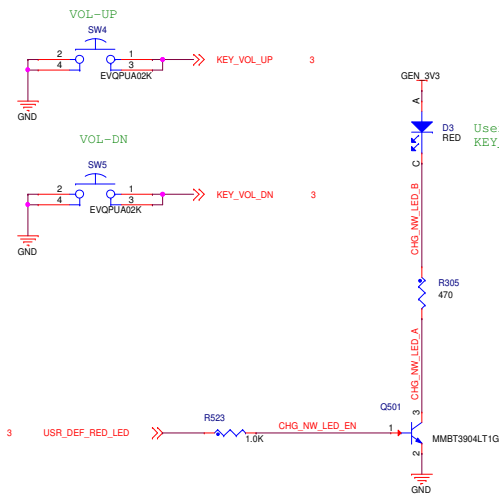 VOL-UP
SW4
2 1
4 3
EVQPUA02K
KEY_VOL_UP 3
GND
VOL-DN
SW5
2 1
4 3
EVQPUA02K
KEY_VOL_DN 3
GND
GEN_3V3
A
D3
RED
C
Use
KEY_
CHG_NW_LED_B
R305
470
CHG_NW_LED_A
Q501
3
1
2
MMBT3904LT1G
GND
3 USR_DEF_RED_LED
R523
1.0K
CHG_NW_LED_EN